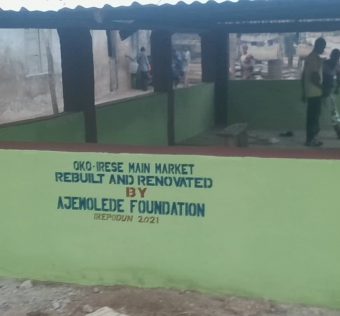 OKO-IRESE MAIN MARKET
REBUILT AND RENOVATED
BY
AJEMOLEDE FOUNDATION
IREPODUN 2021